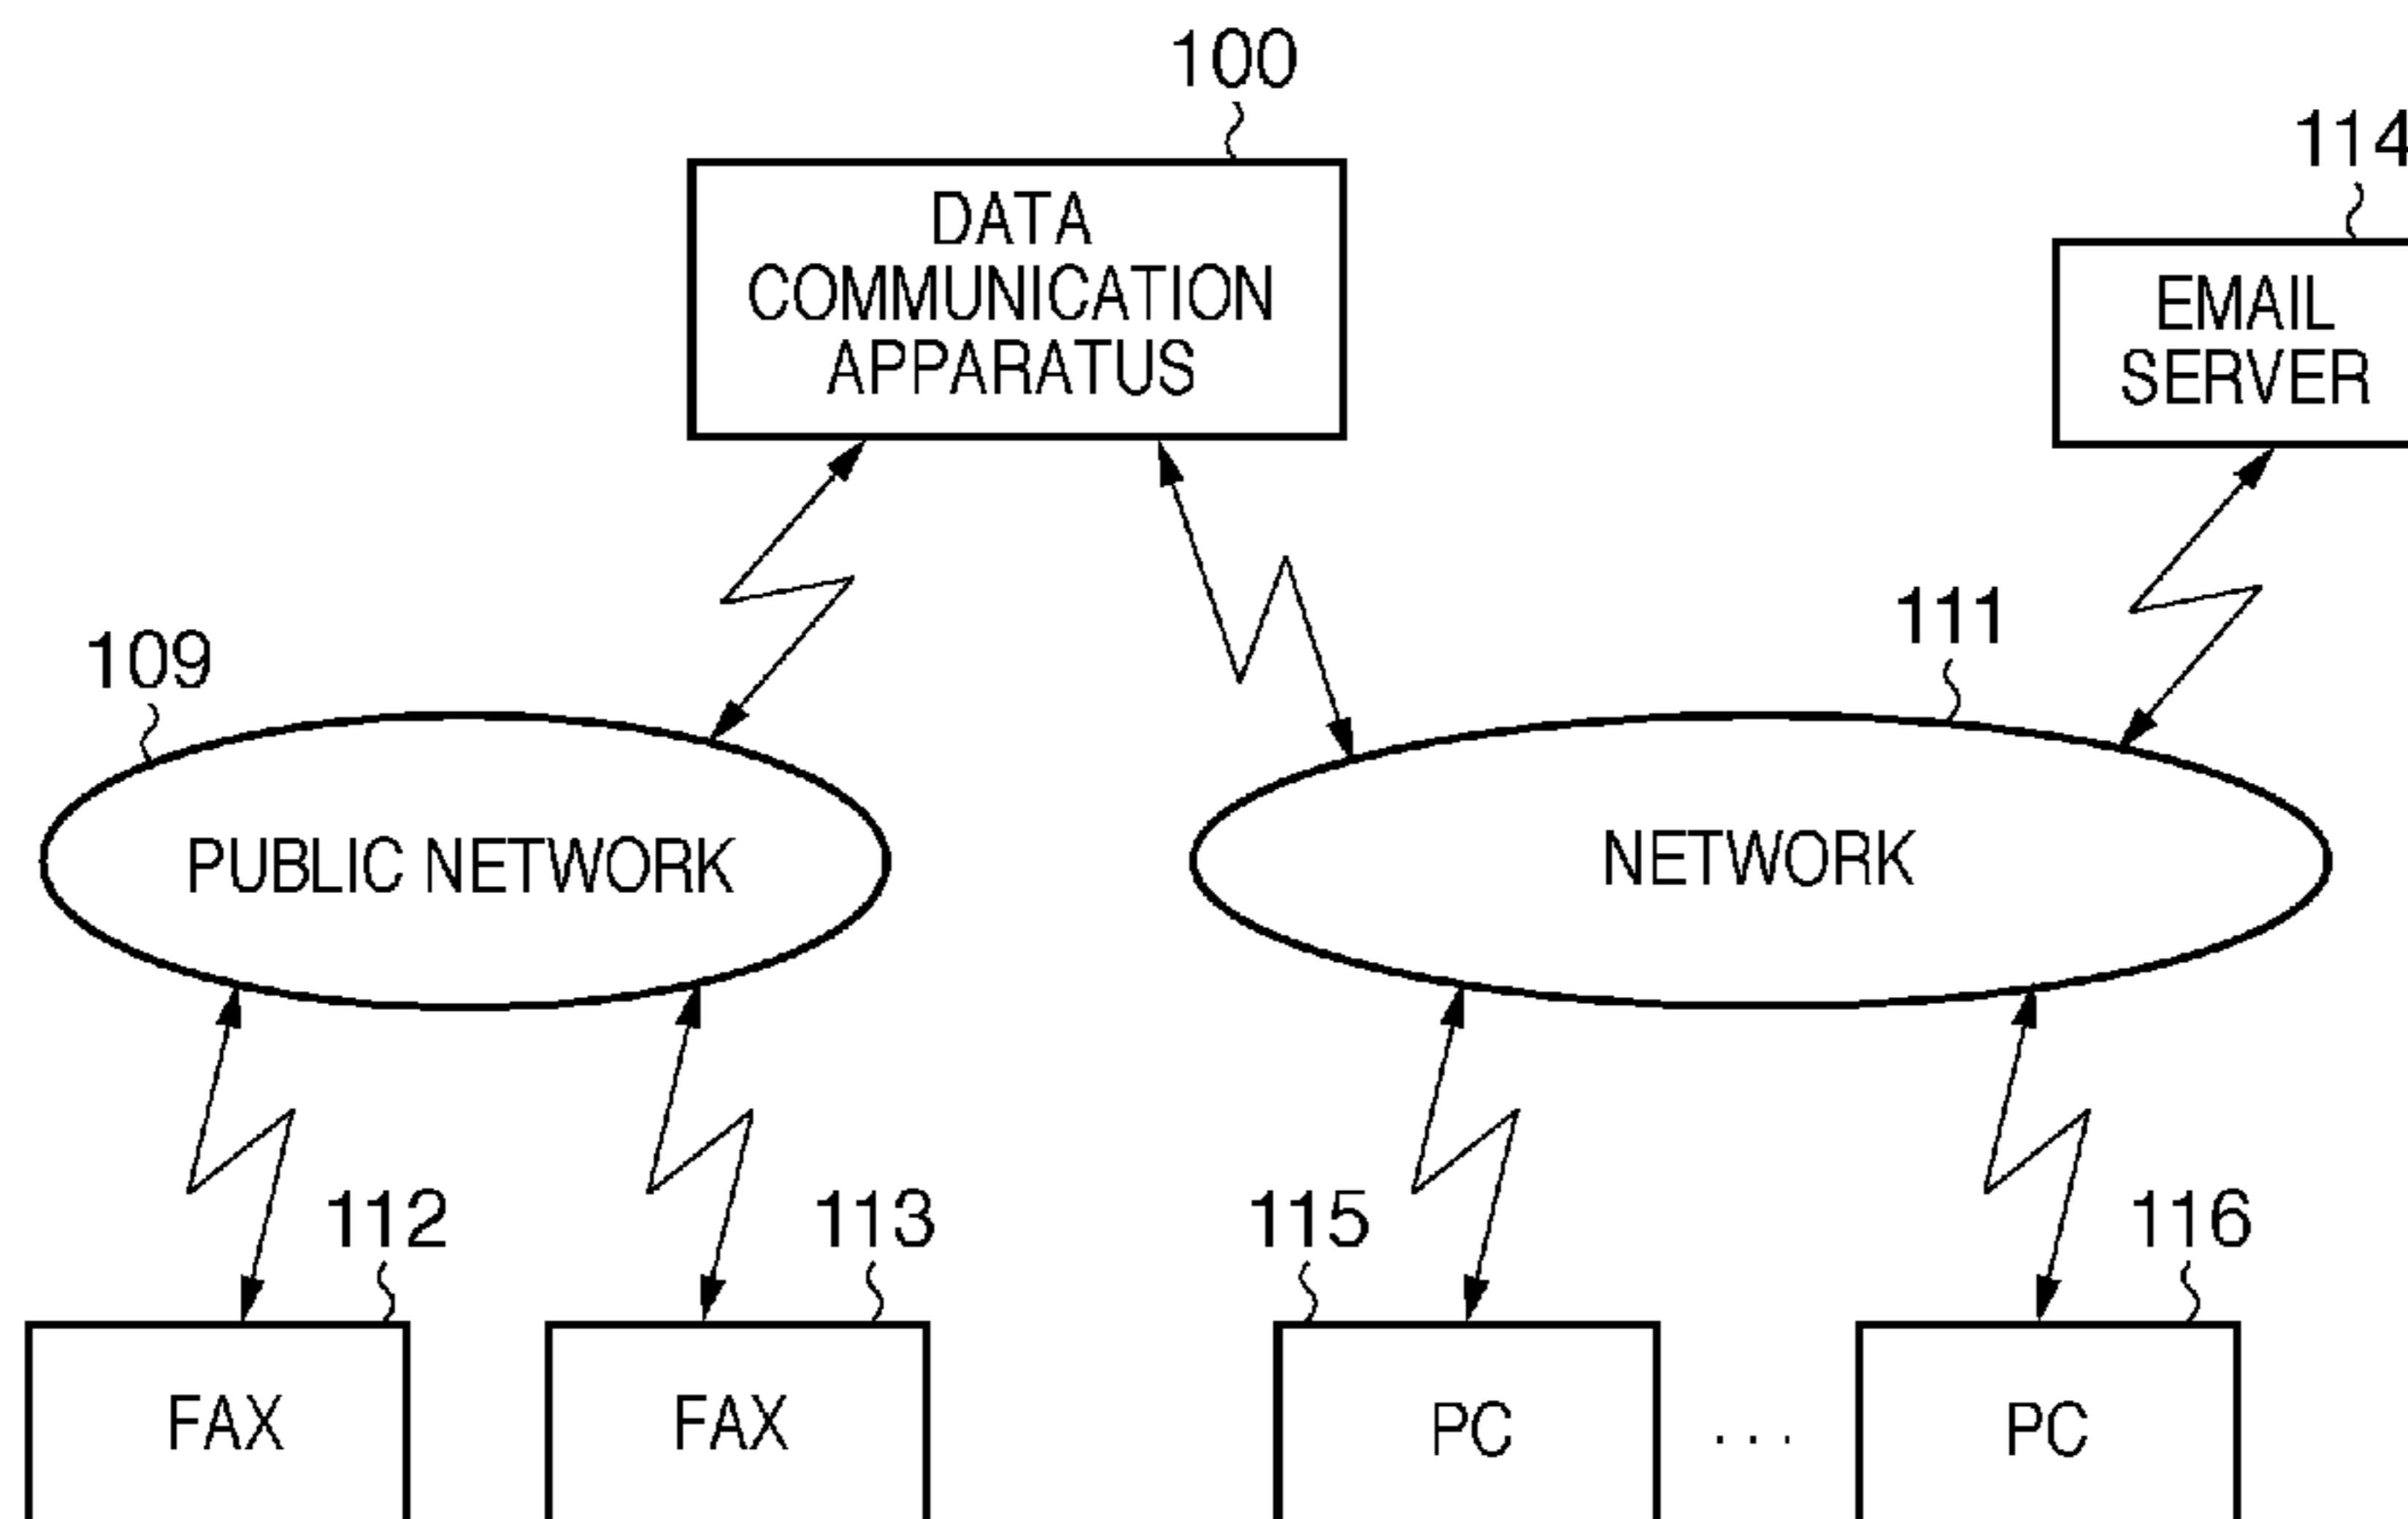 100
DATA
COMMUNICATION
APPARATUS
114
EMAIL
SERVER
109
111
PUBLIC NETWORK
NETWORK
112
113
115
116
FAX
FAX
PC
...
PC